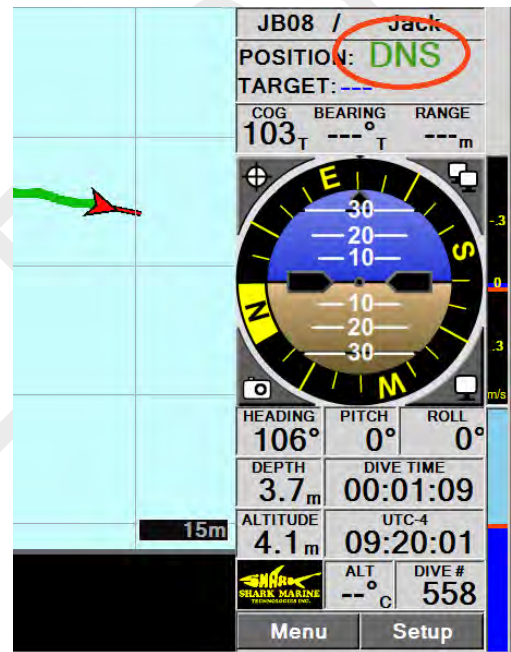 JB08 / Jack
POSITION: DNS
TARGET: ---
COG BEARING RANGE
103T ---°T ---m
E
S
N
W
30
20
10
10
20
30
-.3
0
.3
m/s
HEADING PITCH ROLL
106° 0° 0°
DEPTH DIVE TIME
3.7m 00:01:09
15m
ALTITUDE UTC-4
4.1m 09:20:01
SHARK MARINE
TECHNOLOGIES INC.
ALT DIVE #
--°C 558
Menu Setup